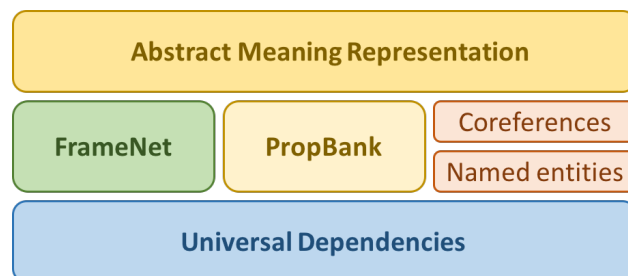 Abstract Meaning Representation
FrameNet
PropBank
Coreferences
Named entities
Universal Dependencies